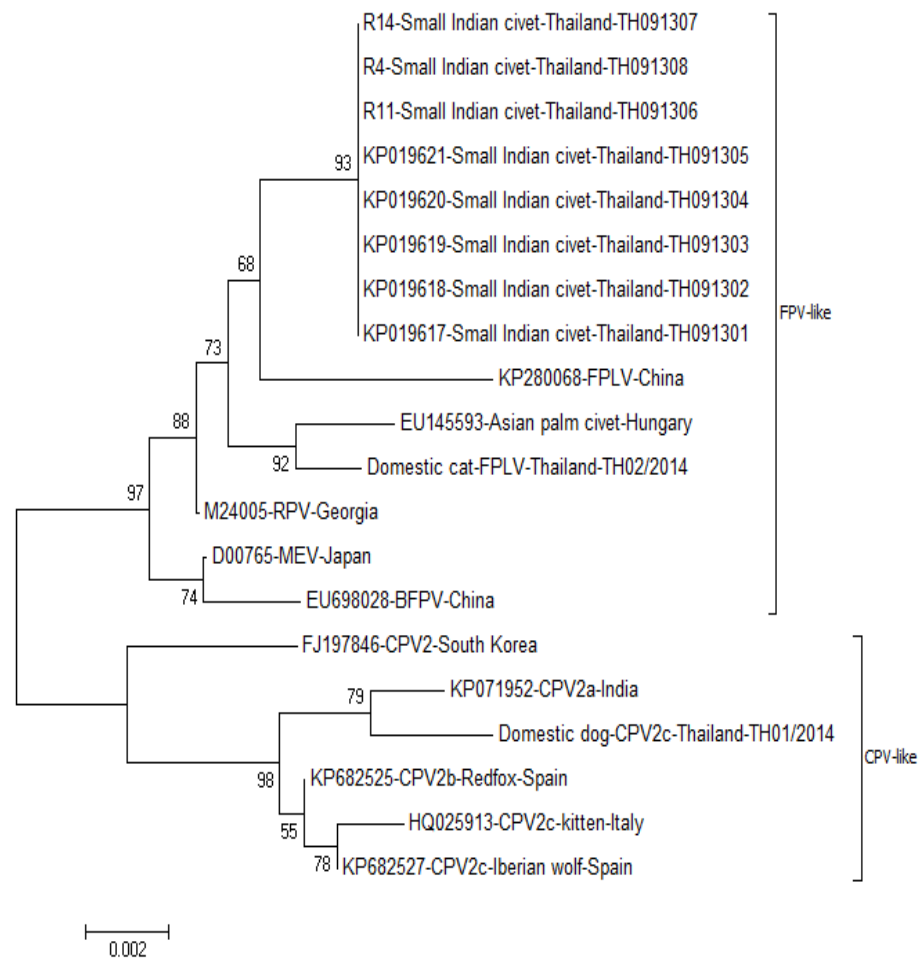 R14-Small Indian civet-Thailand-TH091307
R4-Small Indian civet-Thailand-TH091308
R11-Small Indian civet-Thailand-TH091306
93
KP019621-Small Indian civet-Thailand-TH091305
KP019620-Small Indian civet-Thailand-TH091304
KP019619-Small Indian civet-Thailand-TH091303
68
KP019618-Small Indian civet-Thailand-TH091302
FPV-like
KP019617-Small Indian civet-Thailand-TH091301
73
KP280068-FPLV-China
88
EU145593-Asian palm civet-Hungary
92
Domestic cat-FPLV-Thailand-TH02/2014
97
M24005-RPV-Georgia
D00765-MEV-Japan
74
EU698028-BFPV-China
FJ197846-CPV2-South Korea
79
KP071952-CPV2a-India
Domestic dog-CPV2c-Thailand-TH01/2014
CPV-like
98
KP682525-CPV2b-Redfox-Spain
55
HQ025913-CPV2c-kitten-Italy
78
KP682527-CPV2c-Iberian wolf-Spain
0.002